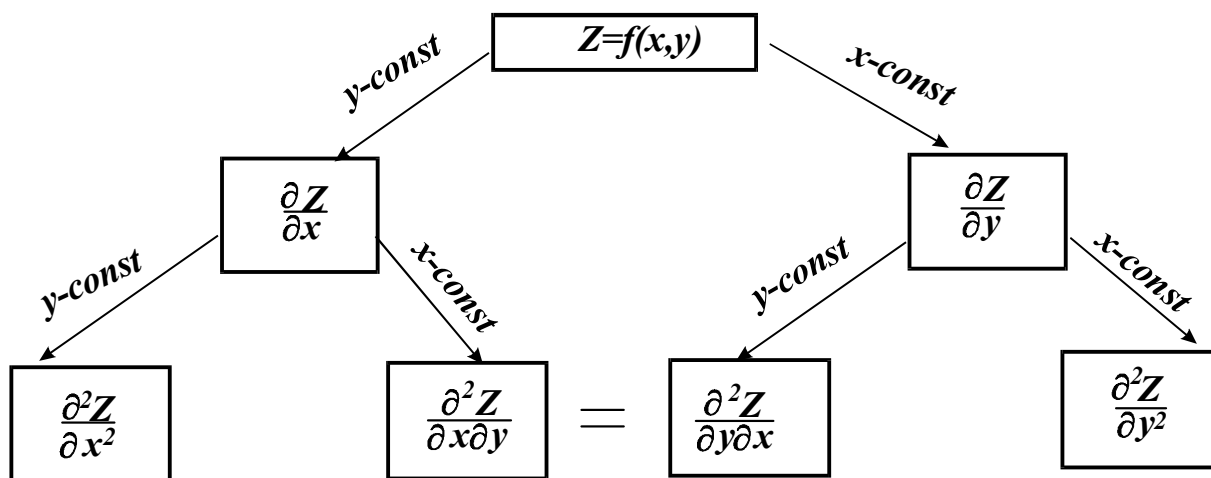 Z=f(x,y)
y-const
x-const
∂Z
∂x
∂Z
∂y
y-const
x-const
y-const
x-const
∂²Z
∂x²
∂²Z
∂x∂y
=
∂²Z
∂y∂x
∂²Z
∂y²